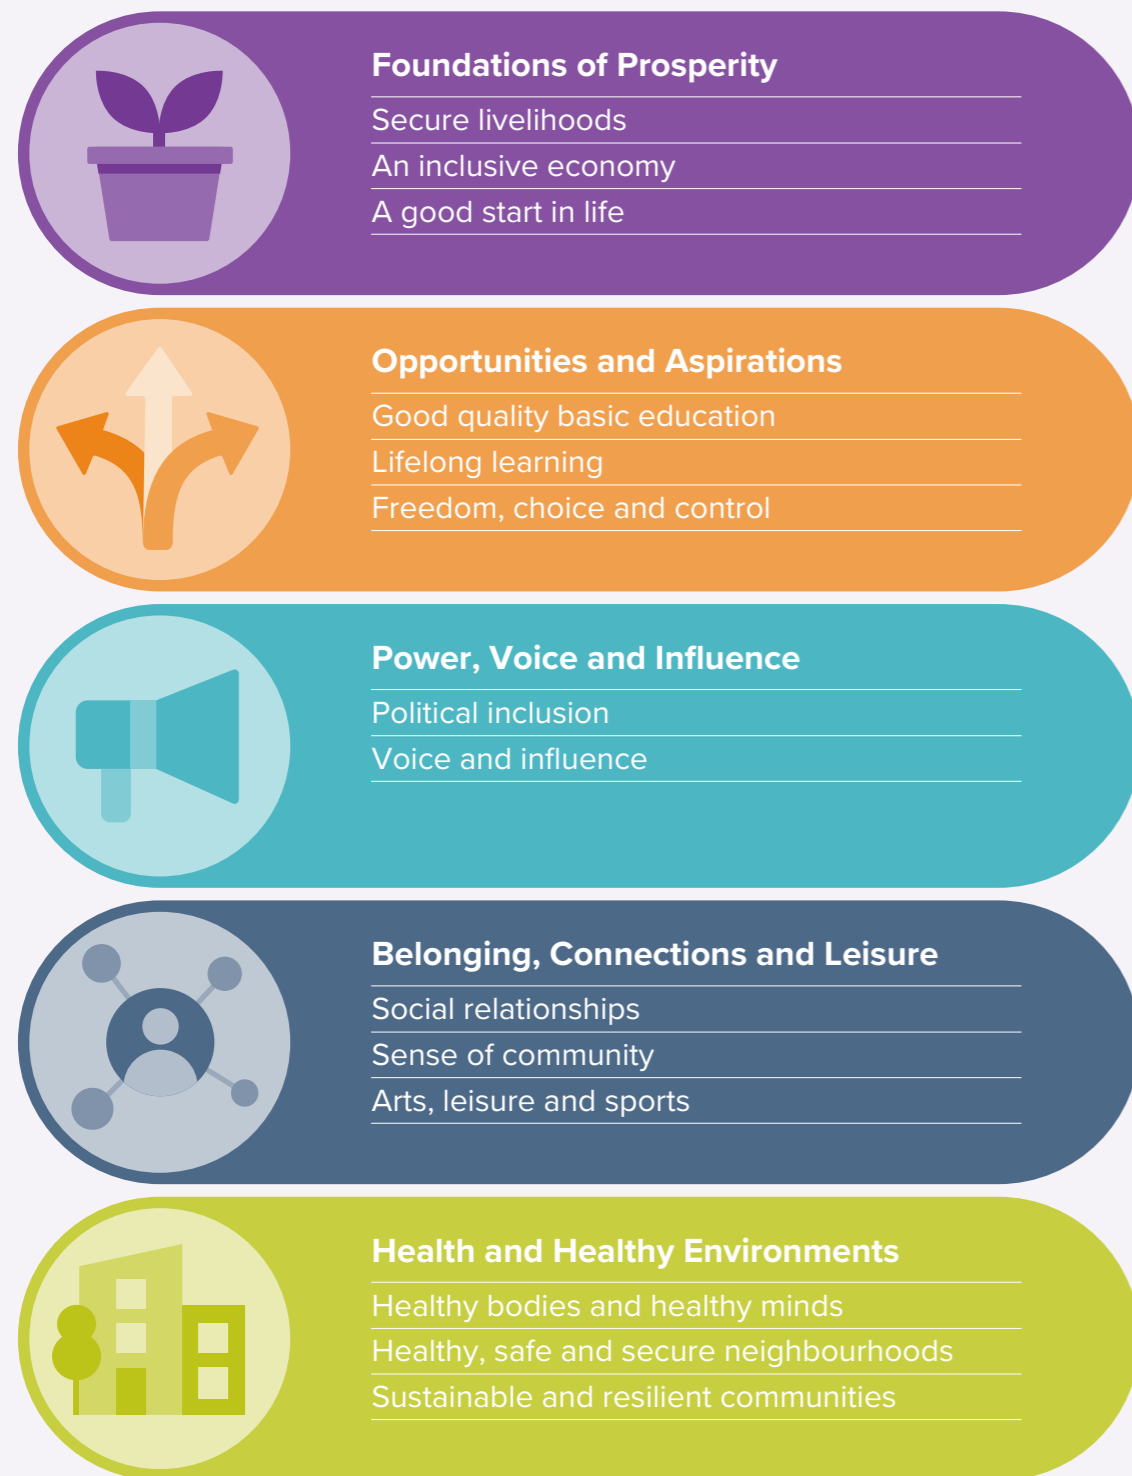 Foundations of Prosperity
Secure livelihoods
An inclusive economy
A good start in life
Opportunities and Aspirations
Good quality basic education
Lifelong learning
Freedom, choice and control
Power, Voice and Influence
Political inclusion
Voice and influence
Belonging, Connections and Leisure
Social relationships
Sense of community
Arts, leisure and sports
Health and Healthy Environments
Healthy bodies and healthy minds
Healthy, safe and secure neighbourhoods
Sustainable and resilient communities